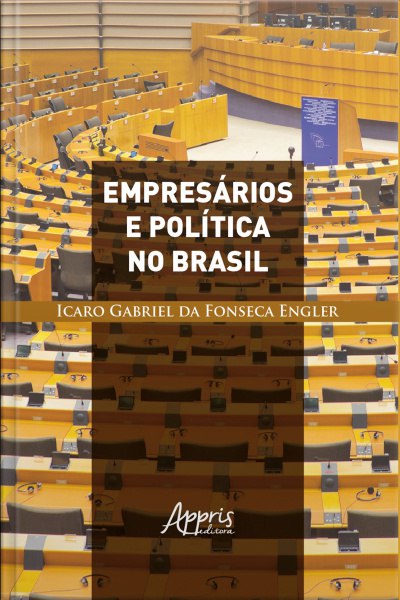 EMPRESÁRIOS
E POLÍTICA
NO BRASIL
ICARO GABRIEL DA FONSECA ENGLER
Appris
editora